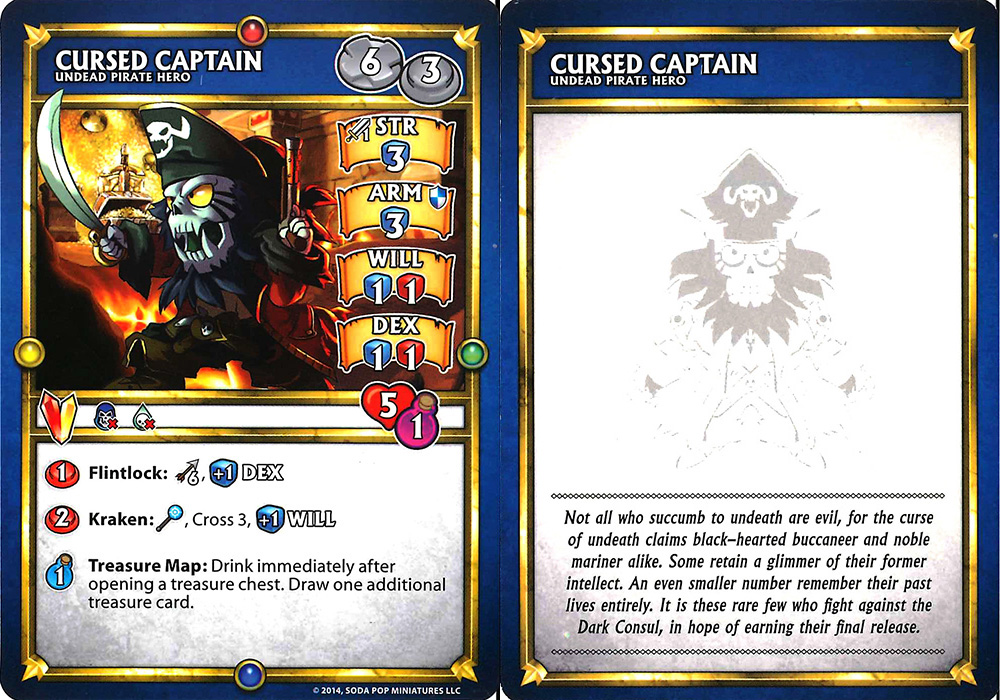 CURSED CAPTAIN
UNDEAD PIRATE HERO
6
3
STR
3
ARM
3
WILL
1 1
DEX
1 1
5
1
1 Flintlock: 6, +1 DEX
2 Kraken: , Cross 3, +1 WILL
1 Treasure Map: Drink immediately after
opening a treasure chest. Draw one additional
treasure card.
© 2014, SODA POP MINIATURES LLC
CURSED CAPTAIN
UNDEAD PIRATE HERO
Not all who succumb to undeath are evil, for the curse
of undeath claims black–hearted buccaneer and noble
mariner alike. Some retain a glimmer of their former
intellect. An even smaller number remember their past
lives entirely. It is these rare few who fight against the
Dark Consul, in hope of earning their final release.